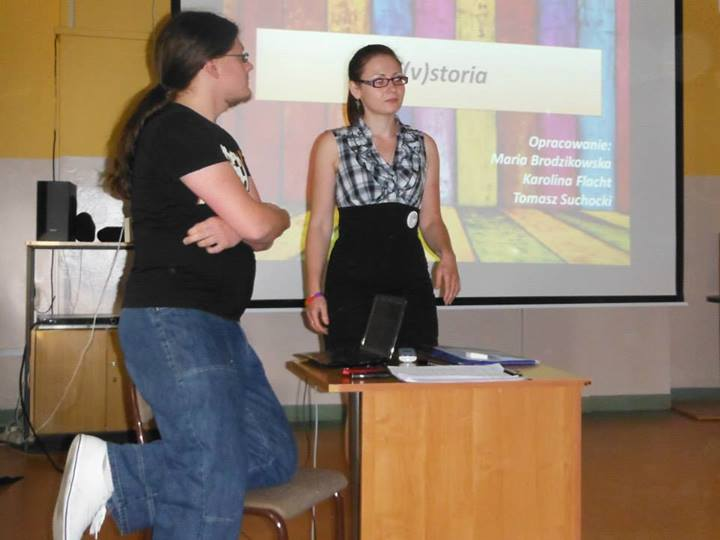 (v)storia
Opracowanie:
Maria Brodzikowska
Karolina Flacht
Tomasz Suchocki